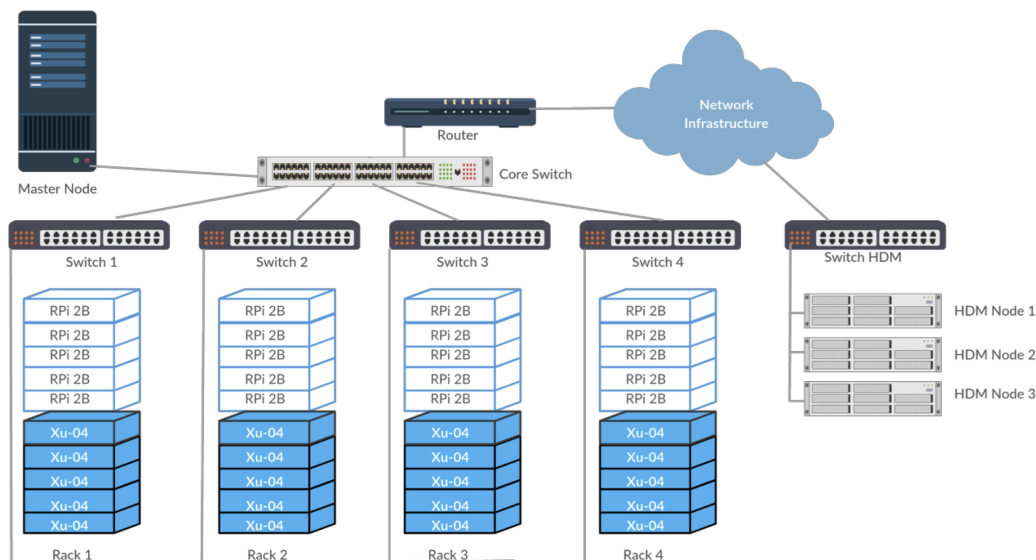 Network
Infrastructure
Router
Master Node
Core Switch
Switch 1
Switch 2
Switch 3
Switch 4
Switch HDM
RPi 2B
RPi 2B
RPi 2B
RPi 2B
RPi 2B
Xu-04
Xu-04
Xu-04
Xu-04
Xu-04
Rack 1
RPi 2B
RPi 2B
RPi 2B
RPi 2B
RPi 2B
Xu-04
Xu-04
Xu-04
Xu-04
Xu-04
Rack 2
RPi 2B
RPi 2B
RPi 2B
RPi 2B
RPi 2B
Xu-04
Xu-04
Xu-04
Xu-04
Xu-04
Rack 3
RPi 2B
RPi 2B
RPi 2B
RPi 2B
RPi 2B
Xu-04
Xu-04
Xu-04
Xu-04
Xu-04
Rack 4
HDM Node 1
HDM Node 2
HDM Node 3